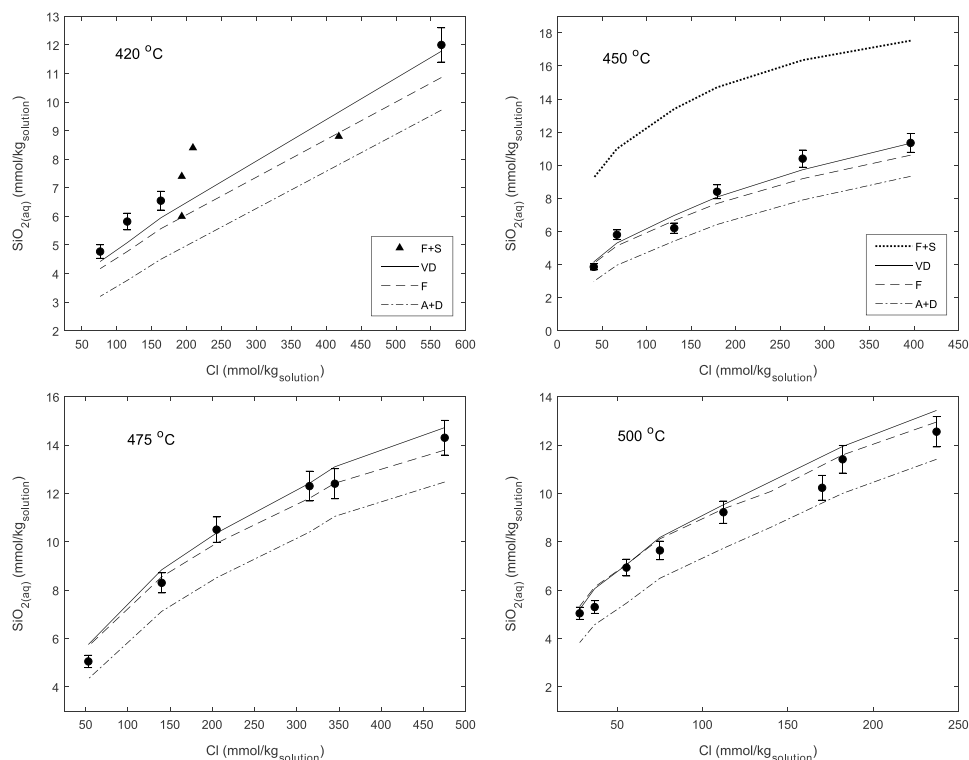 420 °C
13
12
11
10
9
8
7
6
5
4
3
2
50 100 150 200 250 300 350 400 450 500 550 600
SiO2(aq) (mmol/kgsolution)
Cl (mmol/kgsolution)
F+S
VD
F
A+D
450 °C
18
16
14
12
10
8
6
4
2
0
0 50 100 150 200 250 300 350 400 450
SiO2(aq) (mmol/kgsolution)
Cl (mmol/kgsolution)
F+S
VD
F
A+D
475 °C
16
14
12
10
8
6
4
50 100 150 200 250 300 350 400 450 500
SiO2(aq) (mmol/kgsolution)
Cl (mmol/kgsolution)
500 °C
14
12
10
8
6
4
2
50 100 150 200 250
SiO2(aq) (mmol/kgsolution)
Cl (mmol/kgsolution)